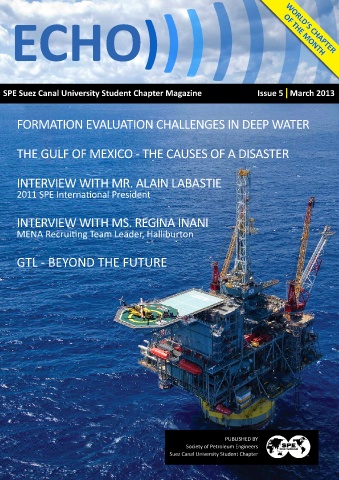 ECHO
WORLD'S CHAPTER
OF THE MONTH
SPE Suez Canal University Student Chapter Magazine Issue 5 | March 2013
FORMATION EVALUATION CHALLENGES IN DEEP WATER
THE GULF OF MEXICO - THE CAUSES OF A DISASTER
INTERVIEW WITH MR. ALAIN LABASTIE
2011 SPE International President
INTERVIEW WITH MS. REGINA INANI
MENA Recruiting Team Leader, Halliburton
GTL - BEYOND THE FUTURE
PUBLISHED BY
Society of Petroleum Engineers
Suez Canal University Student Chapter
SPE